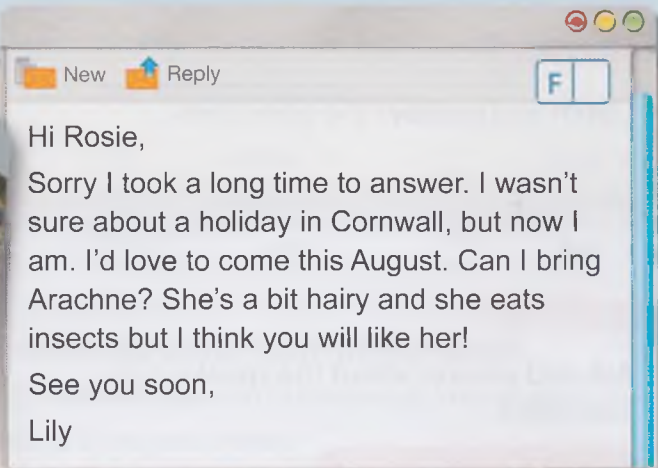 New Reply F
Hi Rosie,
Sorry I took a long time to answer. I wasn't
sure about a holiday in Cornwall, but now I
am. I'd love to come this August. Can I bring
Arachne? She's a bit hairy and she eats
insects but I think you will like her!
See you soon,
Lily